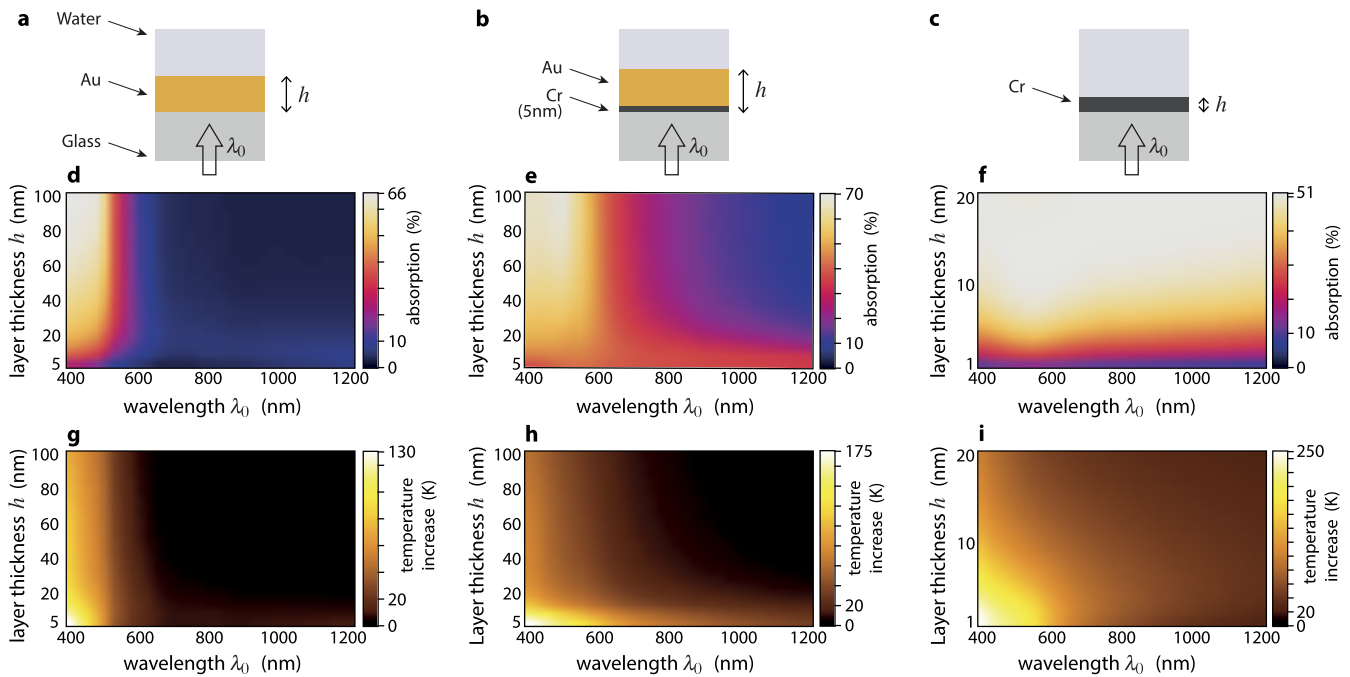 a
Water
Au
h
Glass
λ0
b
Au
Cr
(5nm)
h
λ0
c
Cr
h
λ0
d
layer thickness h (nm)
100
80
60
40
20
5
400 600 800 1000 1200
wavelength λ0 (nm)
66
10
0
absorption (%)
e
layer thickness h (nm)
100
80
60
40
20
5
400 600 800 1000 1200
wavelength λ0 (nm)
70
10
0
absorption (%)
f
layer thickness h (nm)
20
10
1
400 600 800 1000 1200
wavelength λ0 (nm)
51
10
0
absorption (%)
g
layer thickness h (nm)
100
80
60
40
20
5
400 600 800 1000 1200
wavelength λ0 (nm)
130
20
0
temperature
increase (K)
h
Layer thickness h (nm)
100
80
60
40
20
5
400 600 800 1000 1200
wavelength λ0 (nm)
175
20
0
temperature
increase (K)
i
Layer thickness h (nm)
20
10
1
400 600 800 1000 1200
wavelength λ0 (nm)
250
20
0
temperature
increase (K)